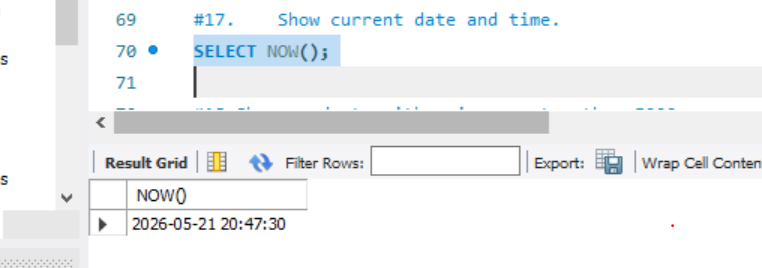 s
s
69 #17. Show current date and time.
70 SELECT NOW();
71
Result Grid Filter Rows: Export: Wrap Cell Conten
NOW()
2026-05-21 20:47:30